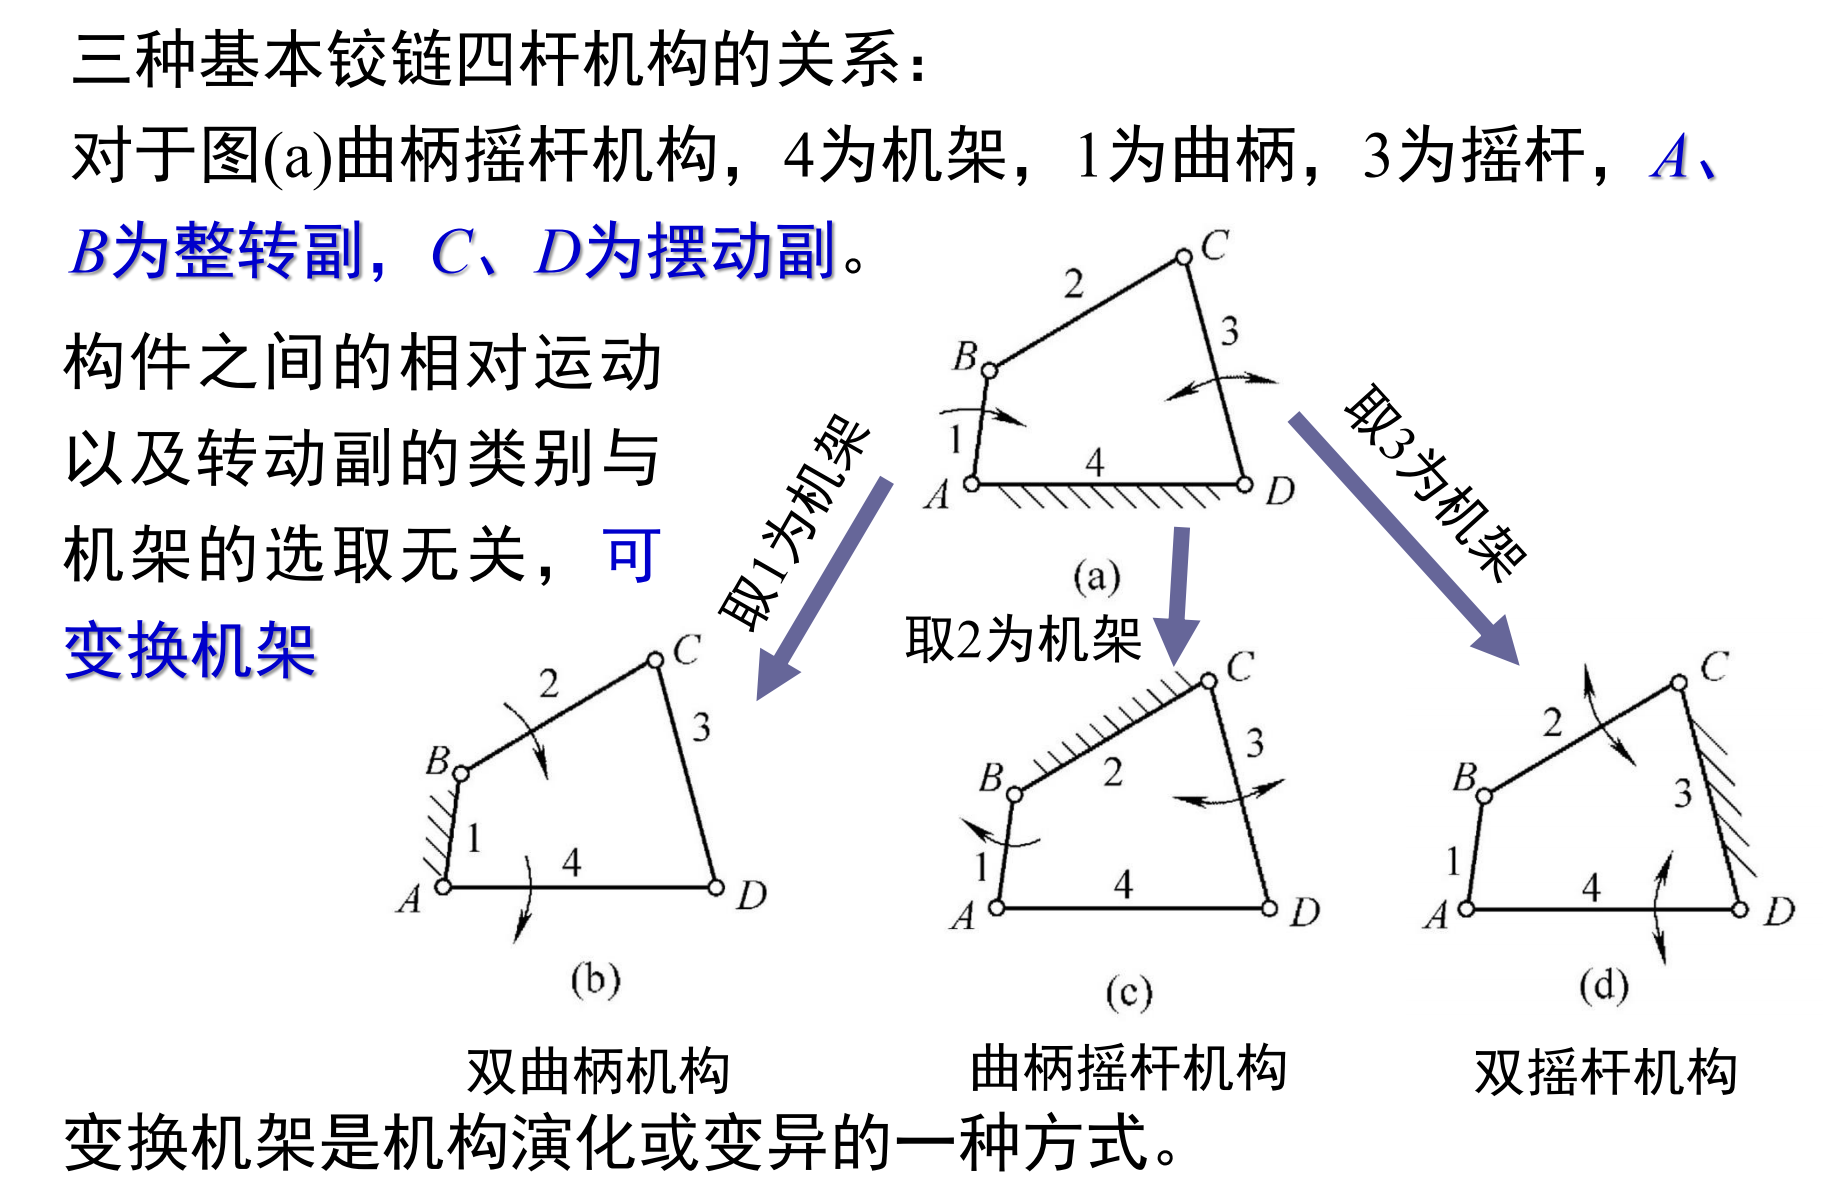 三种基本铰链四杆机构的关系：
对于图(a)曲柄摇杆机构，4为机架，1为曲柄，3为摇杆，A、
B为整转副，C、D为摆动副。
构件之间的相对运动
以及转动副的类别与
机架的选取无关，可
变换机架
C
2
3
B
1
4
A
D
(a)
取1为机架
取2为机架
取3为机架
C
2
3
B
1
4
A
D
(b)
C
3
2
B
1
4
A
D
(c)
C
2
B
3
1
4
A
D
(d)
双曲柄机构
曲柄摇杆机构
双摇杆机构
变换机架是机构演化或变异的一种方式。